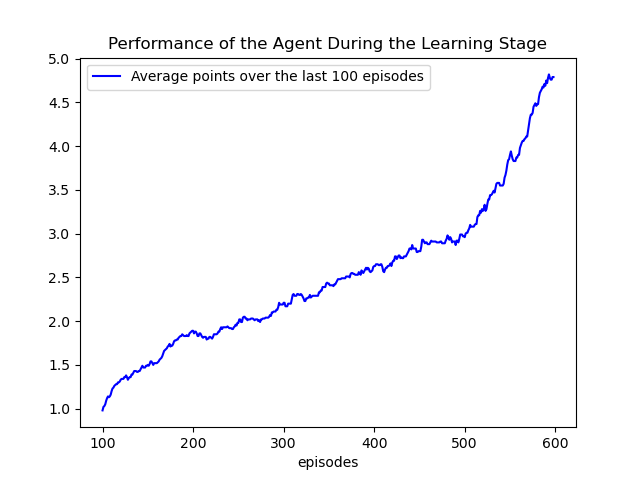 Performance of the Agent During the Learning Stage
Average points over the last 100 episodes
5.0
4.5
4.0
3.5
3.0
2.5
2.0
1.5
1.0
100 200 300 400 500 600
episodes